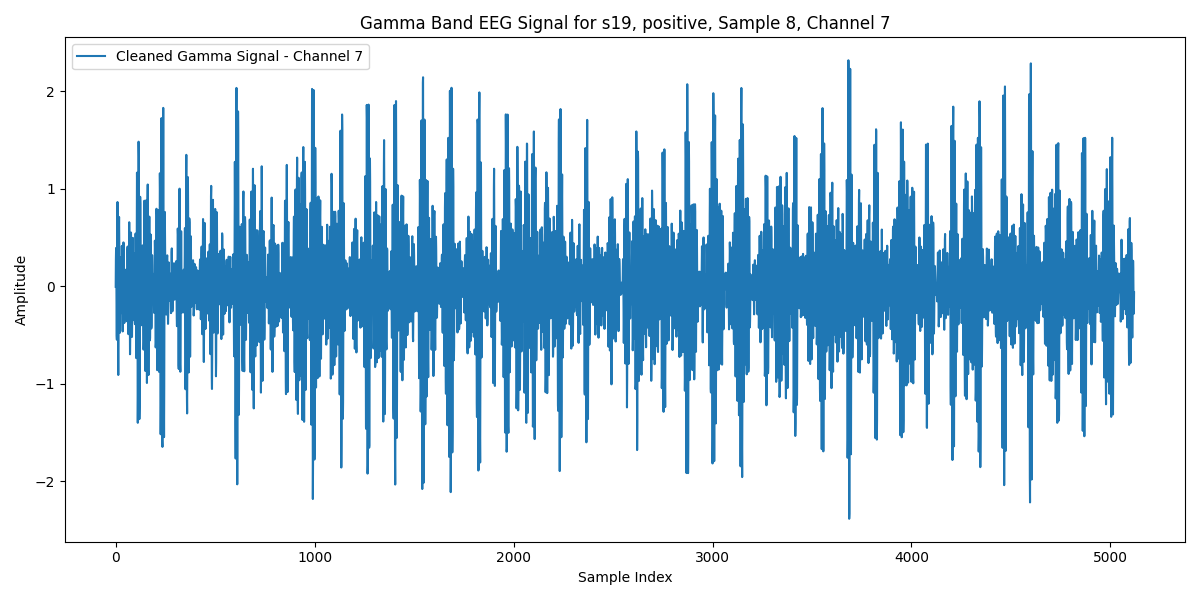 Gamma Band EEG Signal for s19, positive, Sample 8, Channel 7
Cleaned Gamma Signal - Channel 7
2
1
0
−1
−2
Amplitude
0 1000 2000 3000 4000 5000
Sample Index